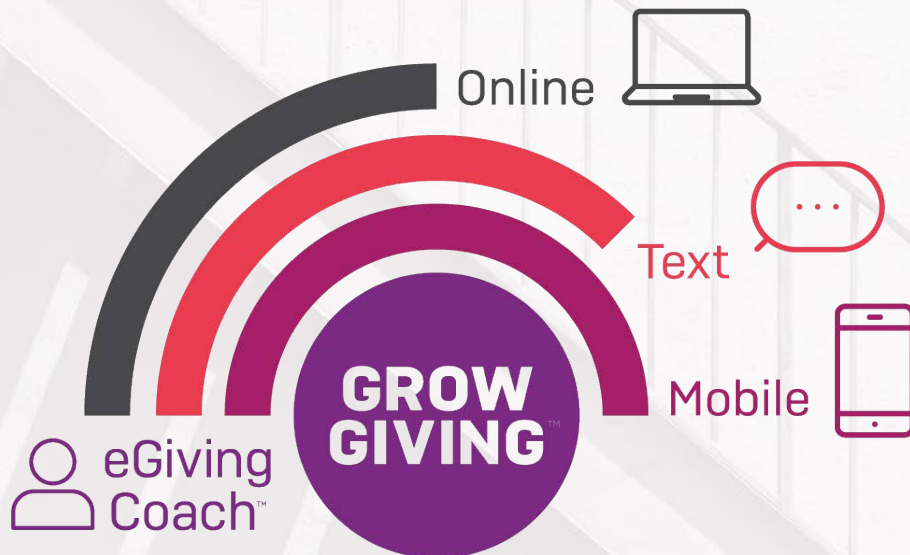 Online
Text
Mobile
GROW
GIVING™
eGiving
Coach™